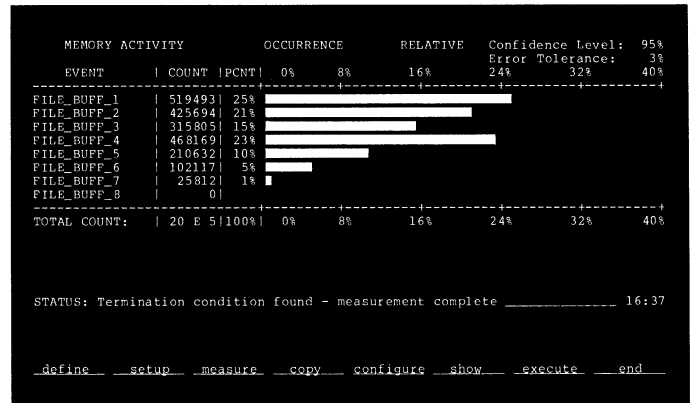 MEMORY ACTIVITY OCCURRENCE RELATIVE Confidence Level: 95%
Error Tolerance: 3%
EVENT | COUNT |PCNT| 0% 8% 16% 24% 32% 40%
FILE_BUFF_1 | 519493| 25%
FILE_BUFF_2 | 425694| 21%
FILE_BUFF_3 | 315805| 15%
FILE_BUFF_4 | 468169| 23%
FILE_BUFF_5 | 210632| 10%
FILE_BUFF_6 | 102117| 5%
FILE_BUFF_7 | 25812| 1%
FILE_BUFF_8 | 0|
TOTAL COUNT: | 20 E 5|100%| 0% 8% 16% 24% 32% 40%
STATUS: Termination condition found - measurement complete 16:37
define setup measure copy configure show execute end